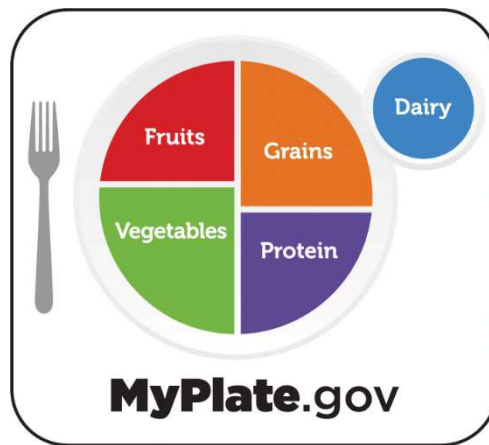 Fruits
Grains
Dairy
Vegetables
Protein
MyPlate.gov